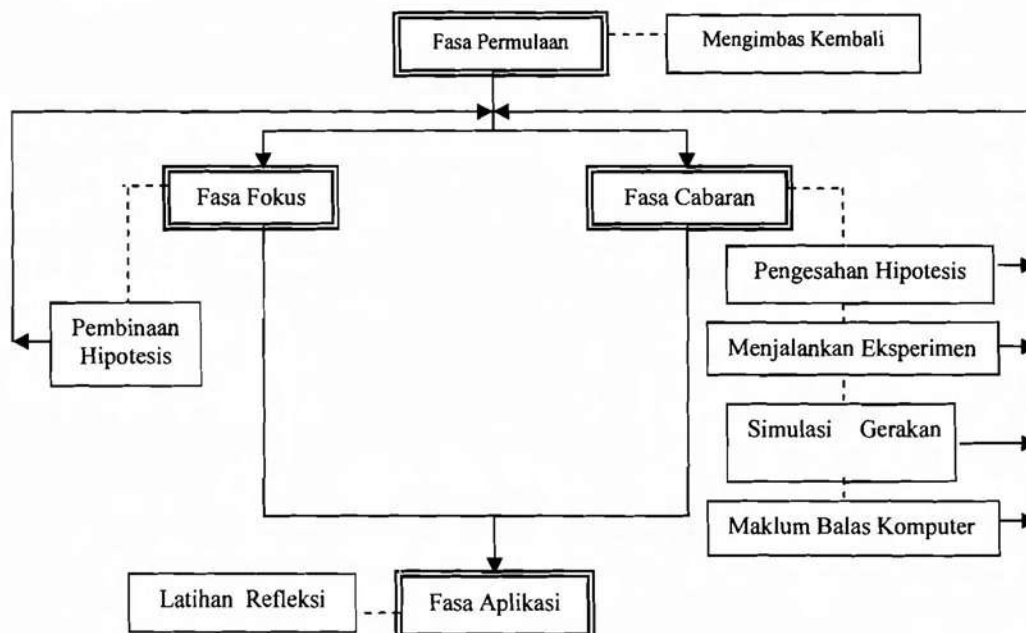 Fasa Permulaan
Mengimbas Kembali
Fasa Fokus
Fasa Cabaran
Pengesahan Hipotesis
Pembinaan
Hipotesis
Menjalankan Eksperimen
Simulasi Gerakan
Maklum Balas Komputer
Latihan Refleksi
Fasa Aplikasi